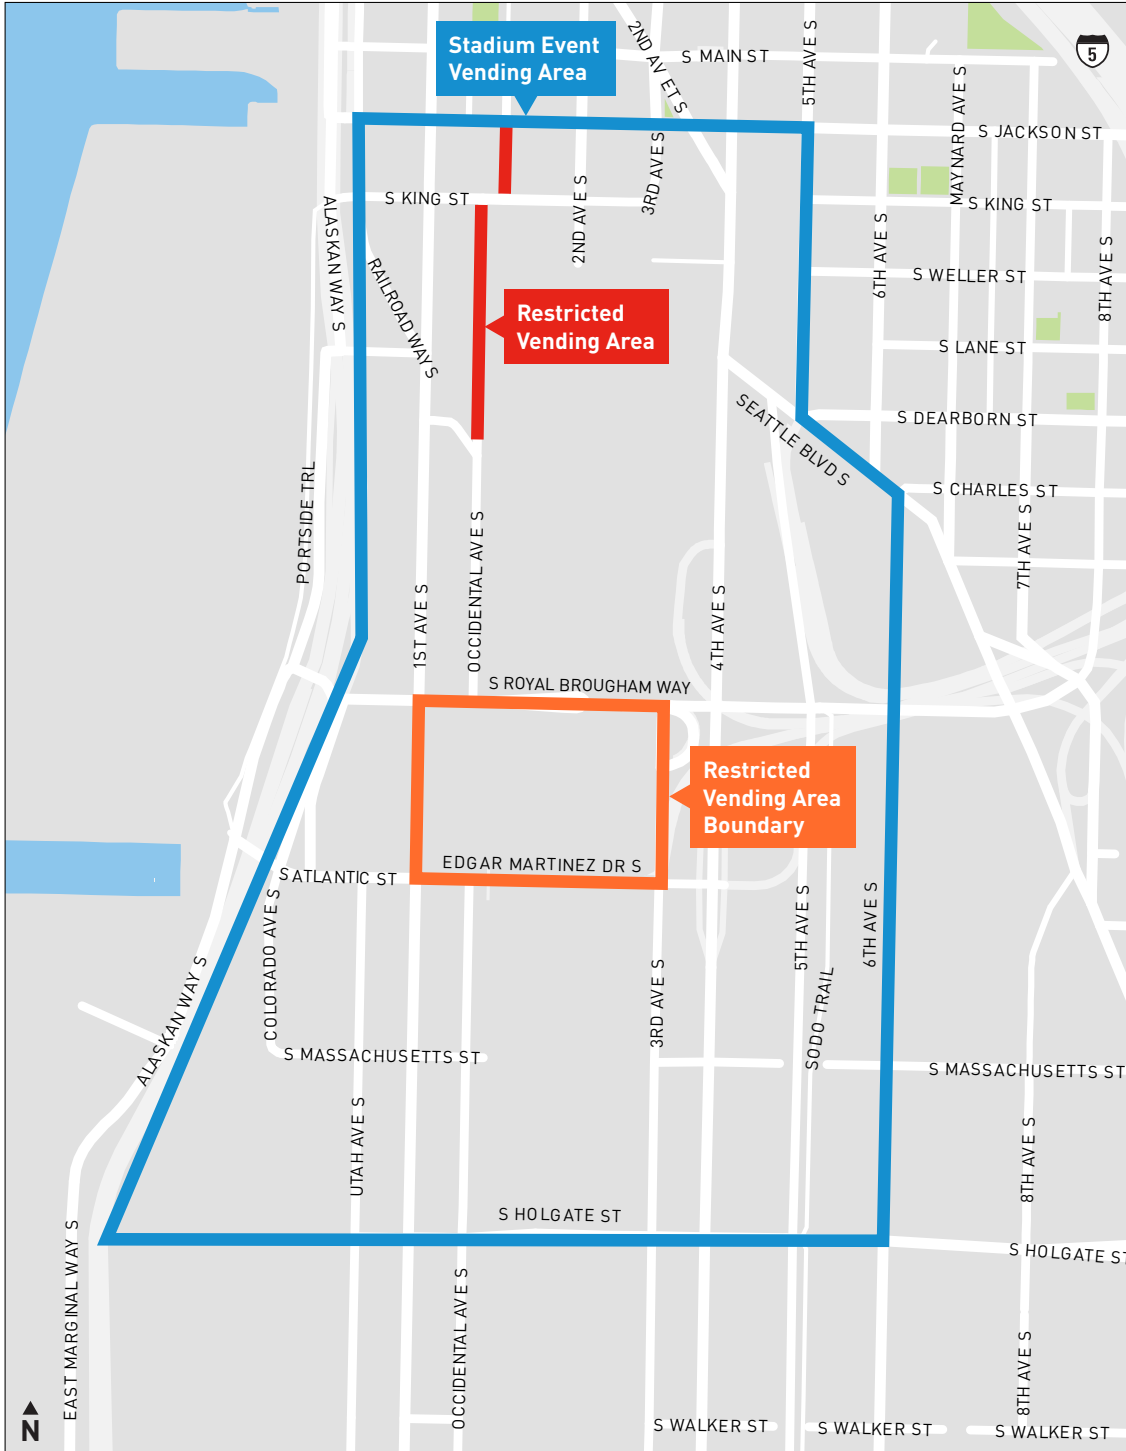 Stadium Event
Vending Area
2ND AV ET S
S MAIN ST
5TH AVE S
5
MAYNARD AVE S
S JACKSON ST
3RD AVE S
S KING ST
2ND AVE S
S KING ST
ALASKAN WAY S
RAILROAD WAY S
6TH AVE S
S WELLER ST
8TH AVE S
Restricted
Vending Area
S LANE ST
SEATTLE BLVD S
S DEARBORN ST
S CHARLES ST
PORTSIDE TRL
7TH AVE S
OCCIDENTAL AVE S
1ST AVE S
4TH AVE S
S ROYAL BROUGHAM WAY
Restricted
Vending Area
Boundary
EDGAR MARTINEZ DR S
S ATLANTIC ST
COLORADO AVE S
5TH AVE S
6TH AVE S
ALASKAN WAY S
3RD AVE S
SODO TRAIL
S MASSACHUSETTS ST
S MASSACHUSETTS ST
UTAH AVE S
8TH AVE S
S HOLGATE ST
S HOLGATE ST
EAST MARGINAL WAY S
OCCIDENTAL AVE S
8TH AVE S
N
S WALKER ST
S WALKER ST
S WALKER ST